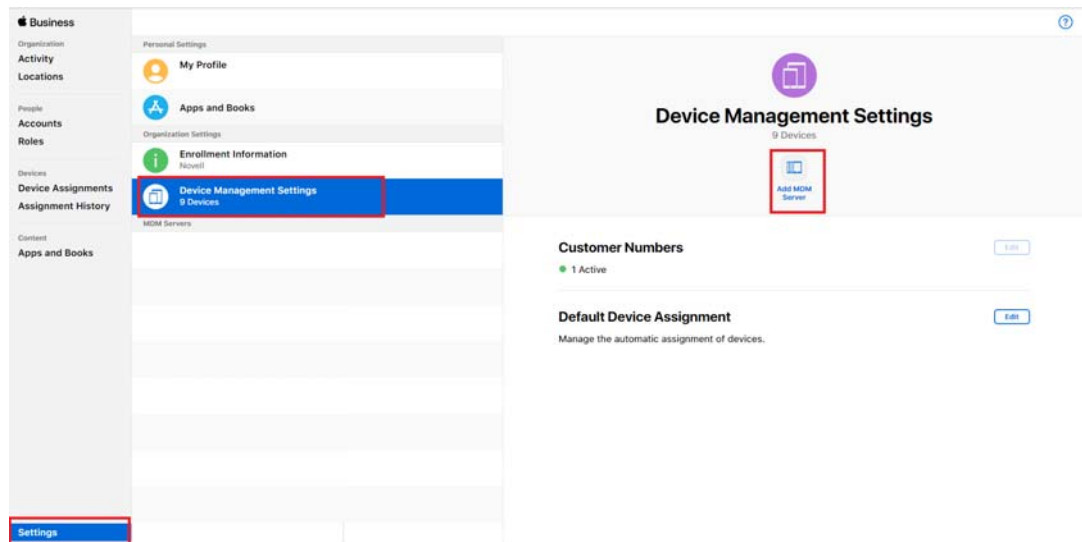 Business
Organization
Activity
Locations
People
Accounts
Roles
Devices
Device Assignments
Assignment History
Content
Apps and Books
Settings
Personal Settings
My Profile
Apps and Books
Organization Settings
Enrollment Information
Novell
Device Management Settings
9 Devices
MDM Servers
?
Device Management Settings
9 Devices
Add MDM
Server
Customer Numbers
Edit
1 Active
Default Device Assignment
Edit
Manage the automatic assignment of devices.